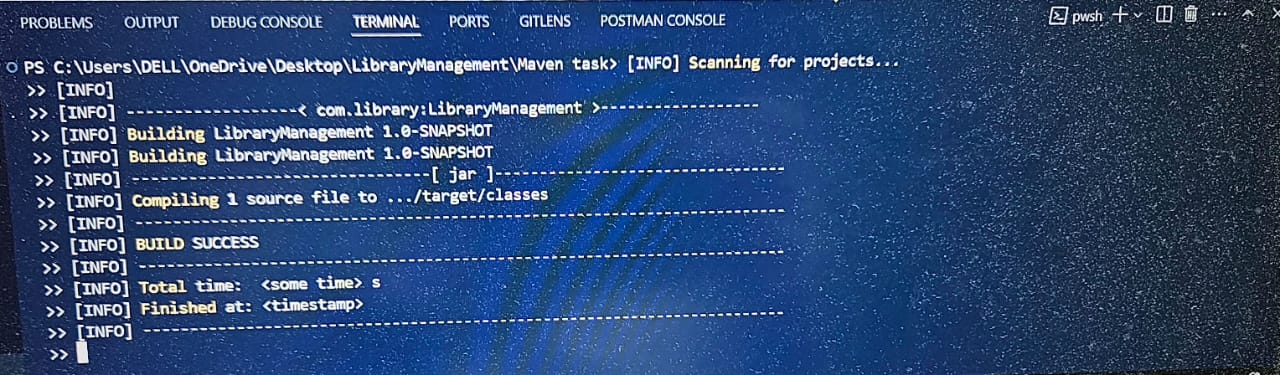 PROBLEMS OUTPUT DEBUG CONSOLE TERMINAL PORTS GITLENS POSTMAN CONSOLE pwsh
PS C:\Users\DELL\OneDrive\Desktop\LibraryManagement\Maven task> [INFO] Scanning for projects...
>> [INFO]
>> [INFO] ------------------< com.library:LibraryManagement >-------------------
>> [INFO] Building LibraryManagement 1.0-SNAPSHOT
>> [INFO] Building LibraryManagement 1.0-SNAPSHOT
>> [INFO] --------------------------------[ jar ]---------------------------------
>> [INFO] Compiling 1 source file to .../target/classes
>> [INFO] ------------------------------------------------------------------------
>> [INFO] BUILD SUCCESS
>> [INFO] ------------------------------------------------------------------------
>> [INFO] Total time:  <some time> s
>> [INFO] Finished at: <timestamp>
>> [INFO] ------------------------------------------------------------------------
>>